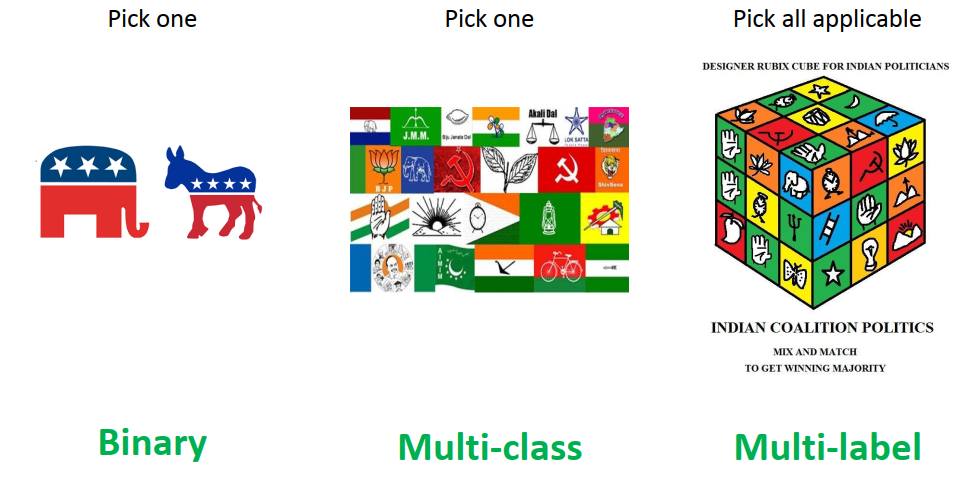 Pick one
Pick one
Pick all applicable
DESIGNER RUBIX CUBE FOR INDIAN POLITICIANS
J.M.M.
Biju Janata Dal
Akali Dal
LOK SATTA
BJP
ShivSena
A I M I M
INDIAN COALITION POLITICS
MIX AND MATCH
TO GET WINNING MAJORITY
Binary
Multi-class
Multi-label